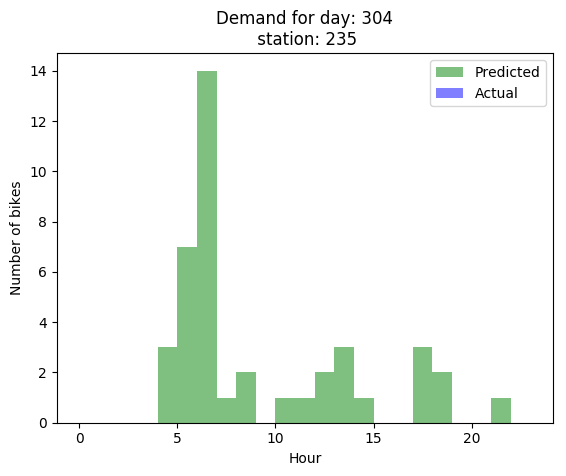 Demand for day: 304
station: 235
Predicted
Actual
14
12
10
8
6
4
2
0
Number of bikes
0
5
10
15
20
Hour